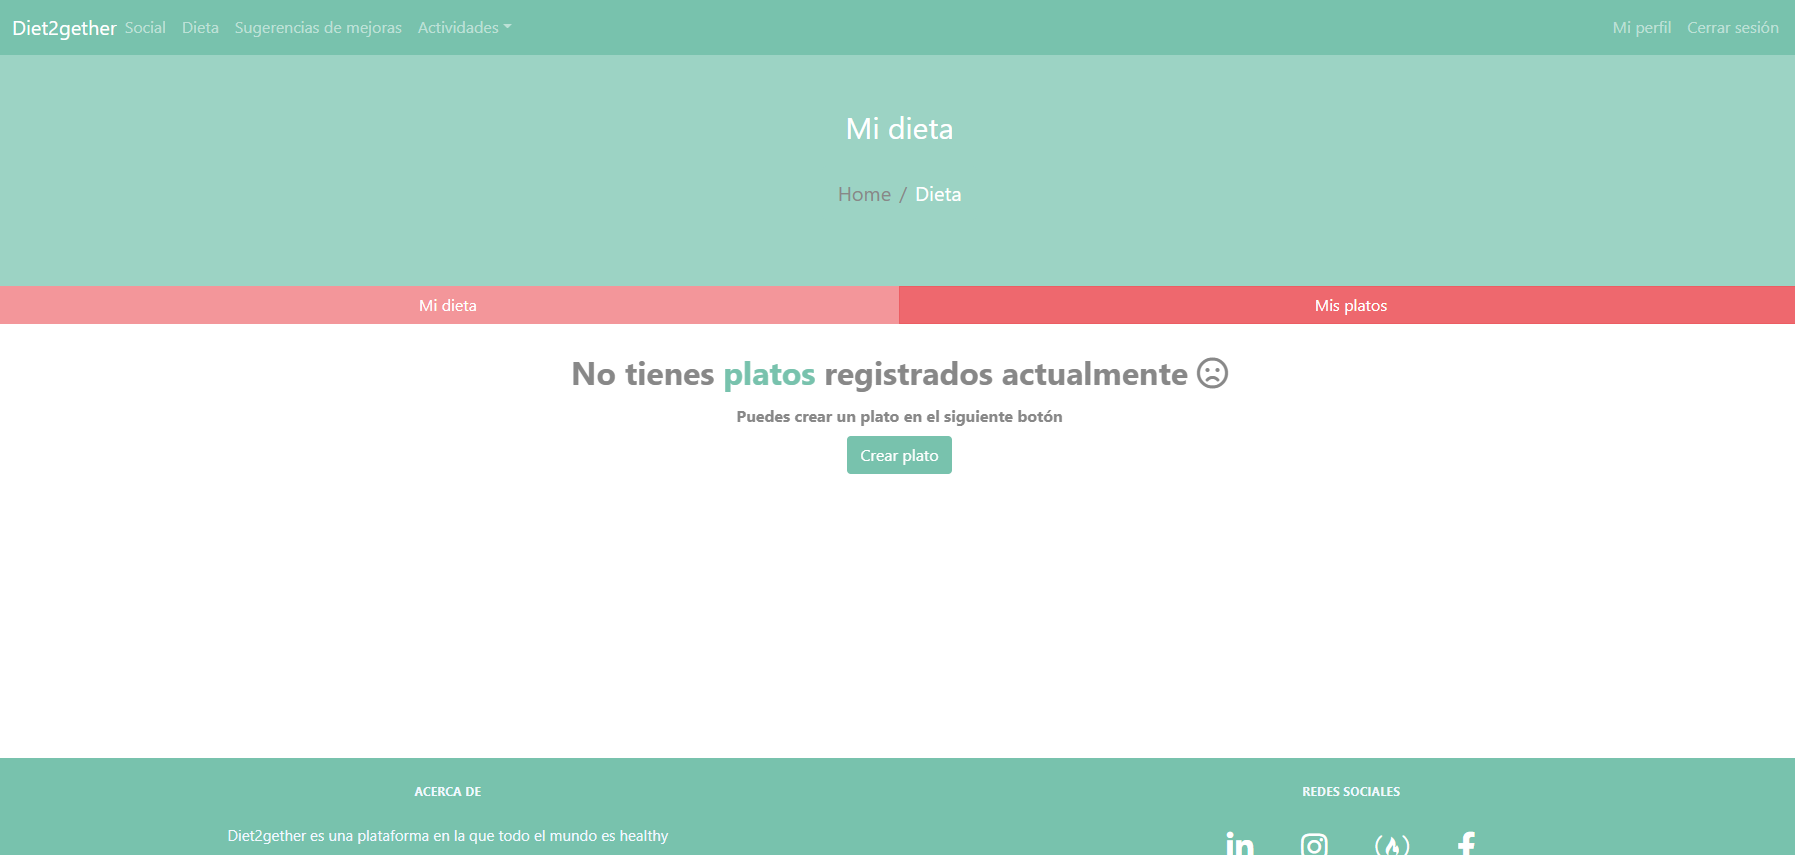 Diet2gether Social Dieta Sugerencias de mejoras Actividades Mi perfil Cerrar sesión
Mi dieta
Home / Dieta
Mi dieta Mis platos
No tienes platos registrados actualmente
Puedes crear un plato en el siguiente botón
Crear plato
ACERCA DE REDES SOCIALES
Diet2gether es una plataforma en la que todo el mundo es healthy